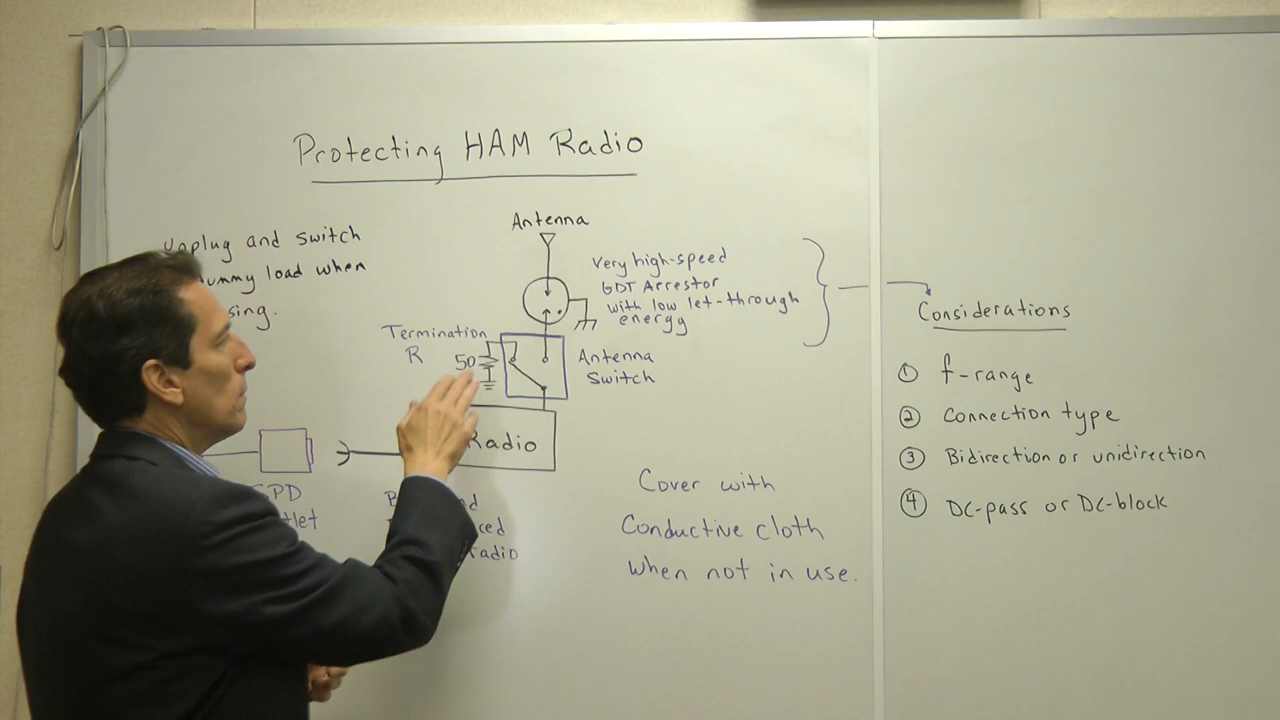 Protecting HAM Radio
Unplug and switch
dummy load when
Antenna
Very high-speed
GDT Arrestor
with low let-through
energy
Termination
R 50
Antenna
Switch
Radio
SPD
Cover with
Conductive cloth
when not in use.
Considerations
① f-range
② Connection type
③ Bidirection or unidirection
④ DC-pass or DC-block